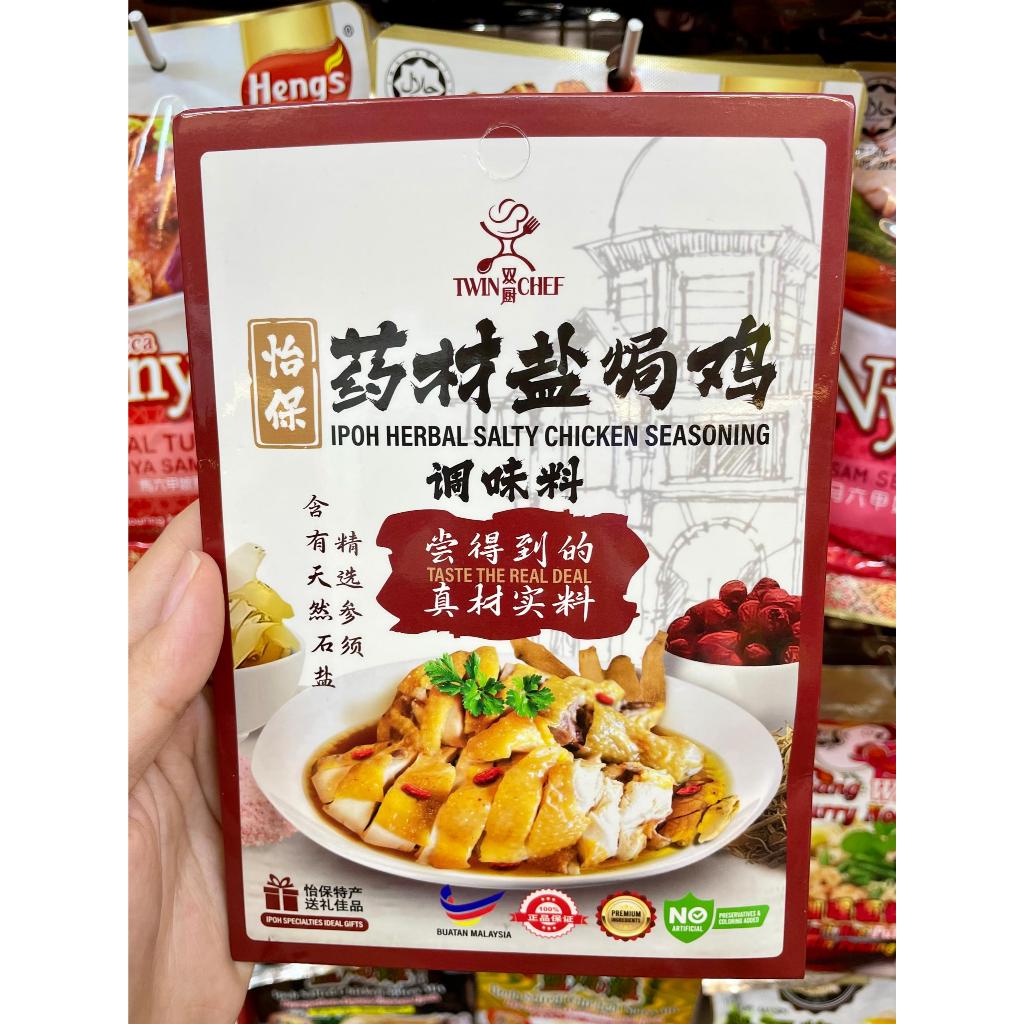 Heng's
®
TWIN 双厨 CHEF
怡保
药材盐焗鸡
IPOH HERBAL SALTY CHICKEN SEASONING
调味料
含有天然石盐
精选参须
尝得到的
TASTE THE REAL DEAL
真材实料
怡保特产
送礼佳品
IPOH SPECIALTIES IDEAL GIFTS
BUATAN MALAYSIA
100%
正品保证
PREMIUM
INGREDIENTS
NO
ARTIFICIAL
PRESERVATIVES &
COLORING ADDED